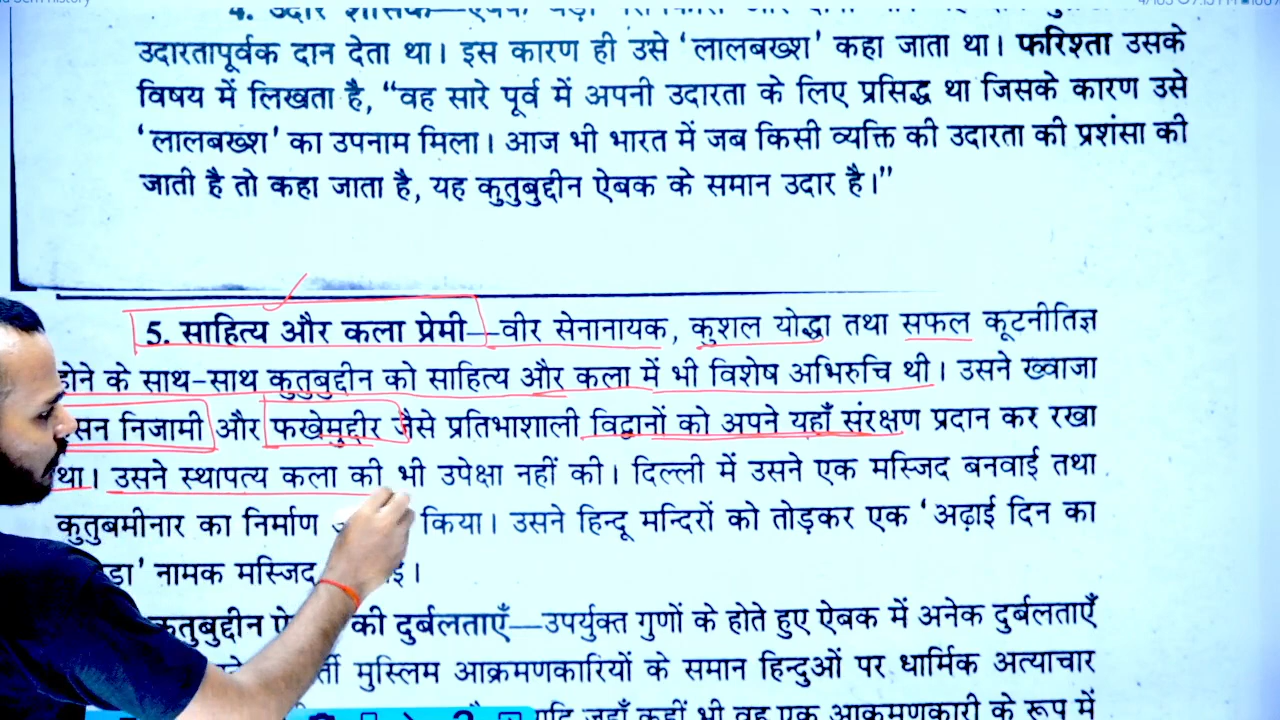 4. उदार शासक—
उदारतापूर्वक दान देता था। इस कारण ही उसे ‘लालबख्श’ कहा जाता था। फरिश्ता उसके
विषय में लिखता है, “वह सारे पूर्व में अपनी उदारता के लिए प्रसिद्ध था जिसके कारण उसे
‘लालबख्श’ का उपनाम मिला। आज भी भारत में जब किसी व्यक्ति की उदारता की प्रशंसा की
जाती है तो कहा जाता है, यह कुतुबुद्दीन ऐबक के समान उदार है।”
5. साहित्य और कला प्रेमी—वीर सेनानायक, कुशल योद्धा तथा सफल कूटनीतिज्ञ
होने के साथ-साथ कुतुबुद्दीन को साहित्य और कला में भी विशेष अभिरुचि थी। उसने ख्वाजा
सन निजामी और फखेमुद्दीर जैसे प्रतिभाशाली विद्वानों को अपने यहाँ संरक्षण प्रदान कर रखा
था। उसने स्थापत्य कला की भी उपेक्षा नहीं की। दिल्ली में उसने एक मस्जिद बनवाई तथा
कुतुबमीनार का निर्माण किया। उसने हिन्दू मन्दिरों को तोड़कर एक ‘अढ़ाई दिन का
डा’ नामक मस्जिद ई।
कुतुबुद्दीन की दुर्बलताएँ—उपर्युक्त गुणों के होते हुए ऐबक में अनेक दुर्बलताएँ
मुस्लिम आक्रमणकारियों के समान हिन्दुओं पर धार्मिक अत्याचार
यदि जहाँ कहीं भी वह एक आक्रमणकारी के रूप में